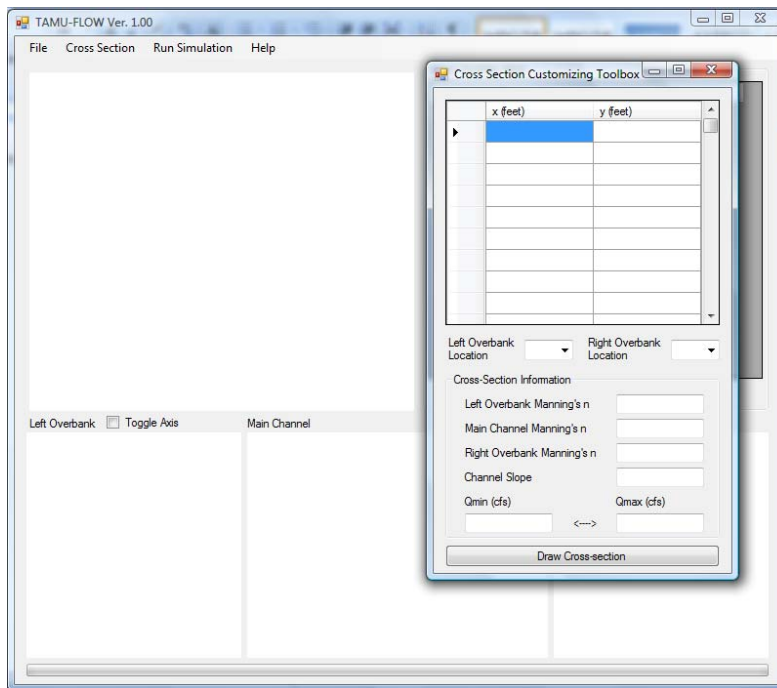 TAMU-FLOW Ver. 1.00
File Cross Section Run Simulation Help
Cross Section Customizing Toolbox
x (feet) y (feet)
Left Overbank Location
Right Overbank Location
Cross-Section Information
Left Overbank Manning's n
Main Channel Manning's n
Right Overbank Manning's n
Channel Slope
Qmin (cfs) Qmax (cfs)
<---->
Draw Cross-section
Left Overbank Toggle Axis Main Channel